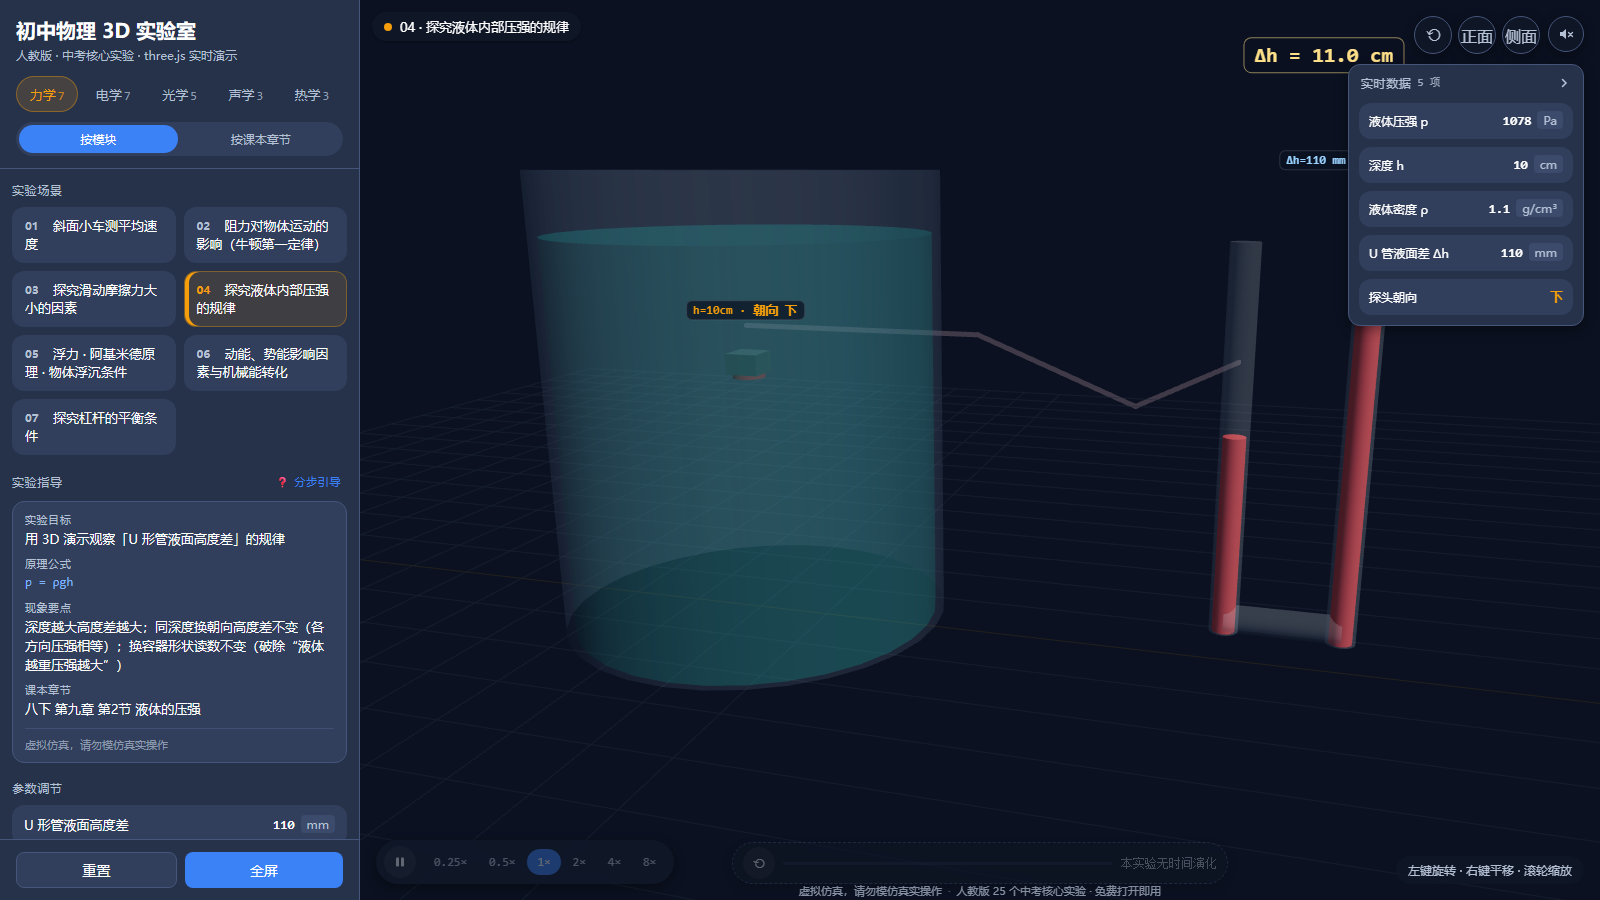 初中物理 3D 实验室
人教版 · 中考核心实验 · three.js 实时演示
力学 7
电学 7
光学 5
声学 3
热学 3
按模块
按课本章节
实验场景
01 斜面小车测平均速
度
02 阻力对物体运动的
影响（牛顿第一定律）
03 探究滑动摩擦力大
小的因素
04 探究液体内部压强
的规律
05 浮力 · 阿基米德原
理 · 物体浮沉条件
06 动能、势能影响因
素与机械能转化
07 探究杠杆的平衡条
件
实验指导
❓ 分步引导
实验目标
用 3D 演示观察「U 形管液面高度差」的规律
原理公式
p = ρgh
现象要点
深度越大高度差越大；同深度换朝向高度差不变（各
方向压强相等）；换容器形状读数不变（破除“液体
越重压强越大”）
课本章节
八下 第九章 第2节 液体的压强
虚拟仿真，请勿模仿真实操作
参数调节
U 形管液面高度差 110 mm
重置
全屏
04 · 探究液体内部压强的规律
Δh = 11.0 cm
正面
侧面
实时数据 5 项
液体压强 p 1078 Pa
深度 h 10 cm
液体密度 ρ 1.1 g/cm³
U 管液面差 Δh 110 mm
探头朝向 下
Δh=110 mm
h=10cm · 朝向 下
0.25×
0.5×
1×
2×
4×
8×
本实验无时间演化
左键旋转 · 右键平移 · 滚轮缩放
虚拟仿真，请勿模仿真实操作 · 人教版 25 个中考核心实验 · 免费打开即用